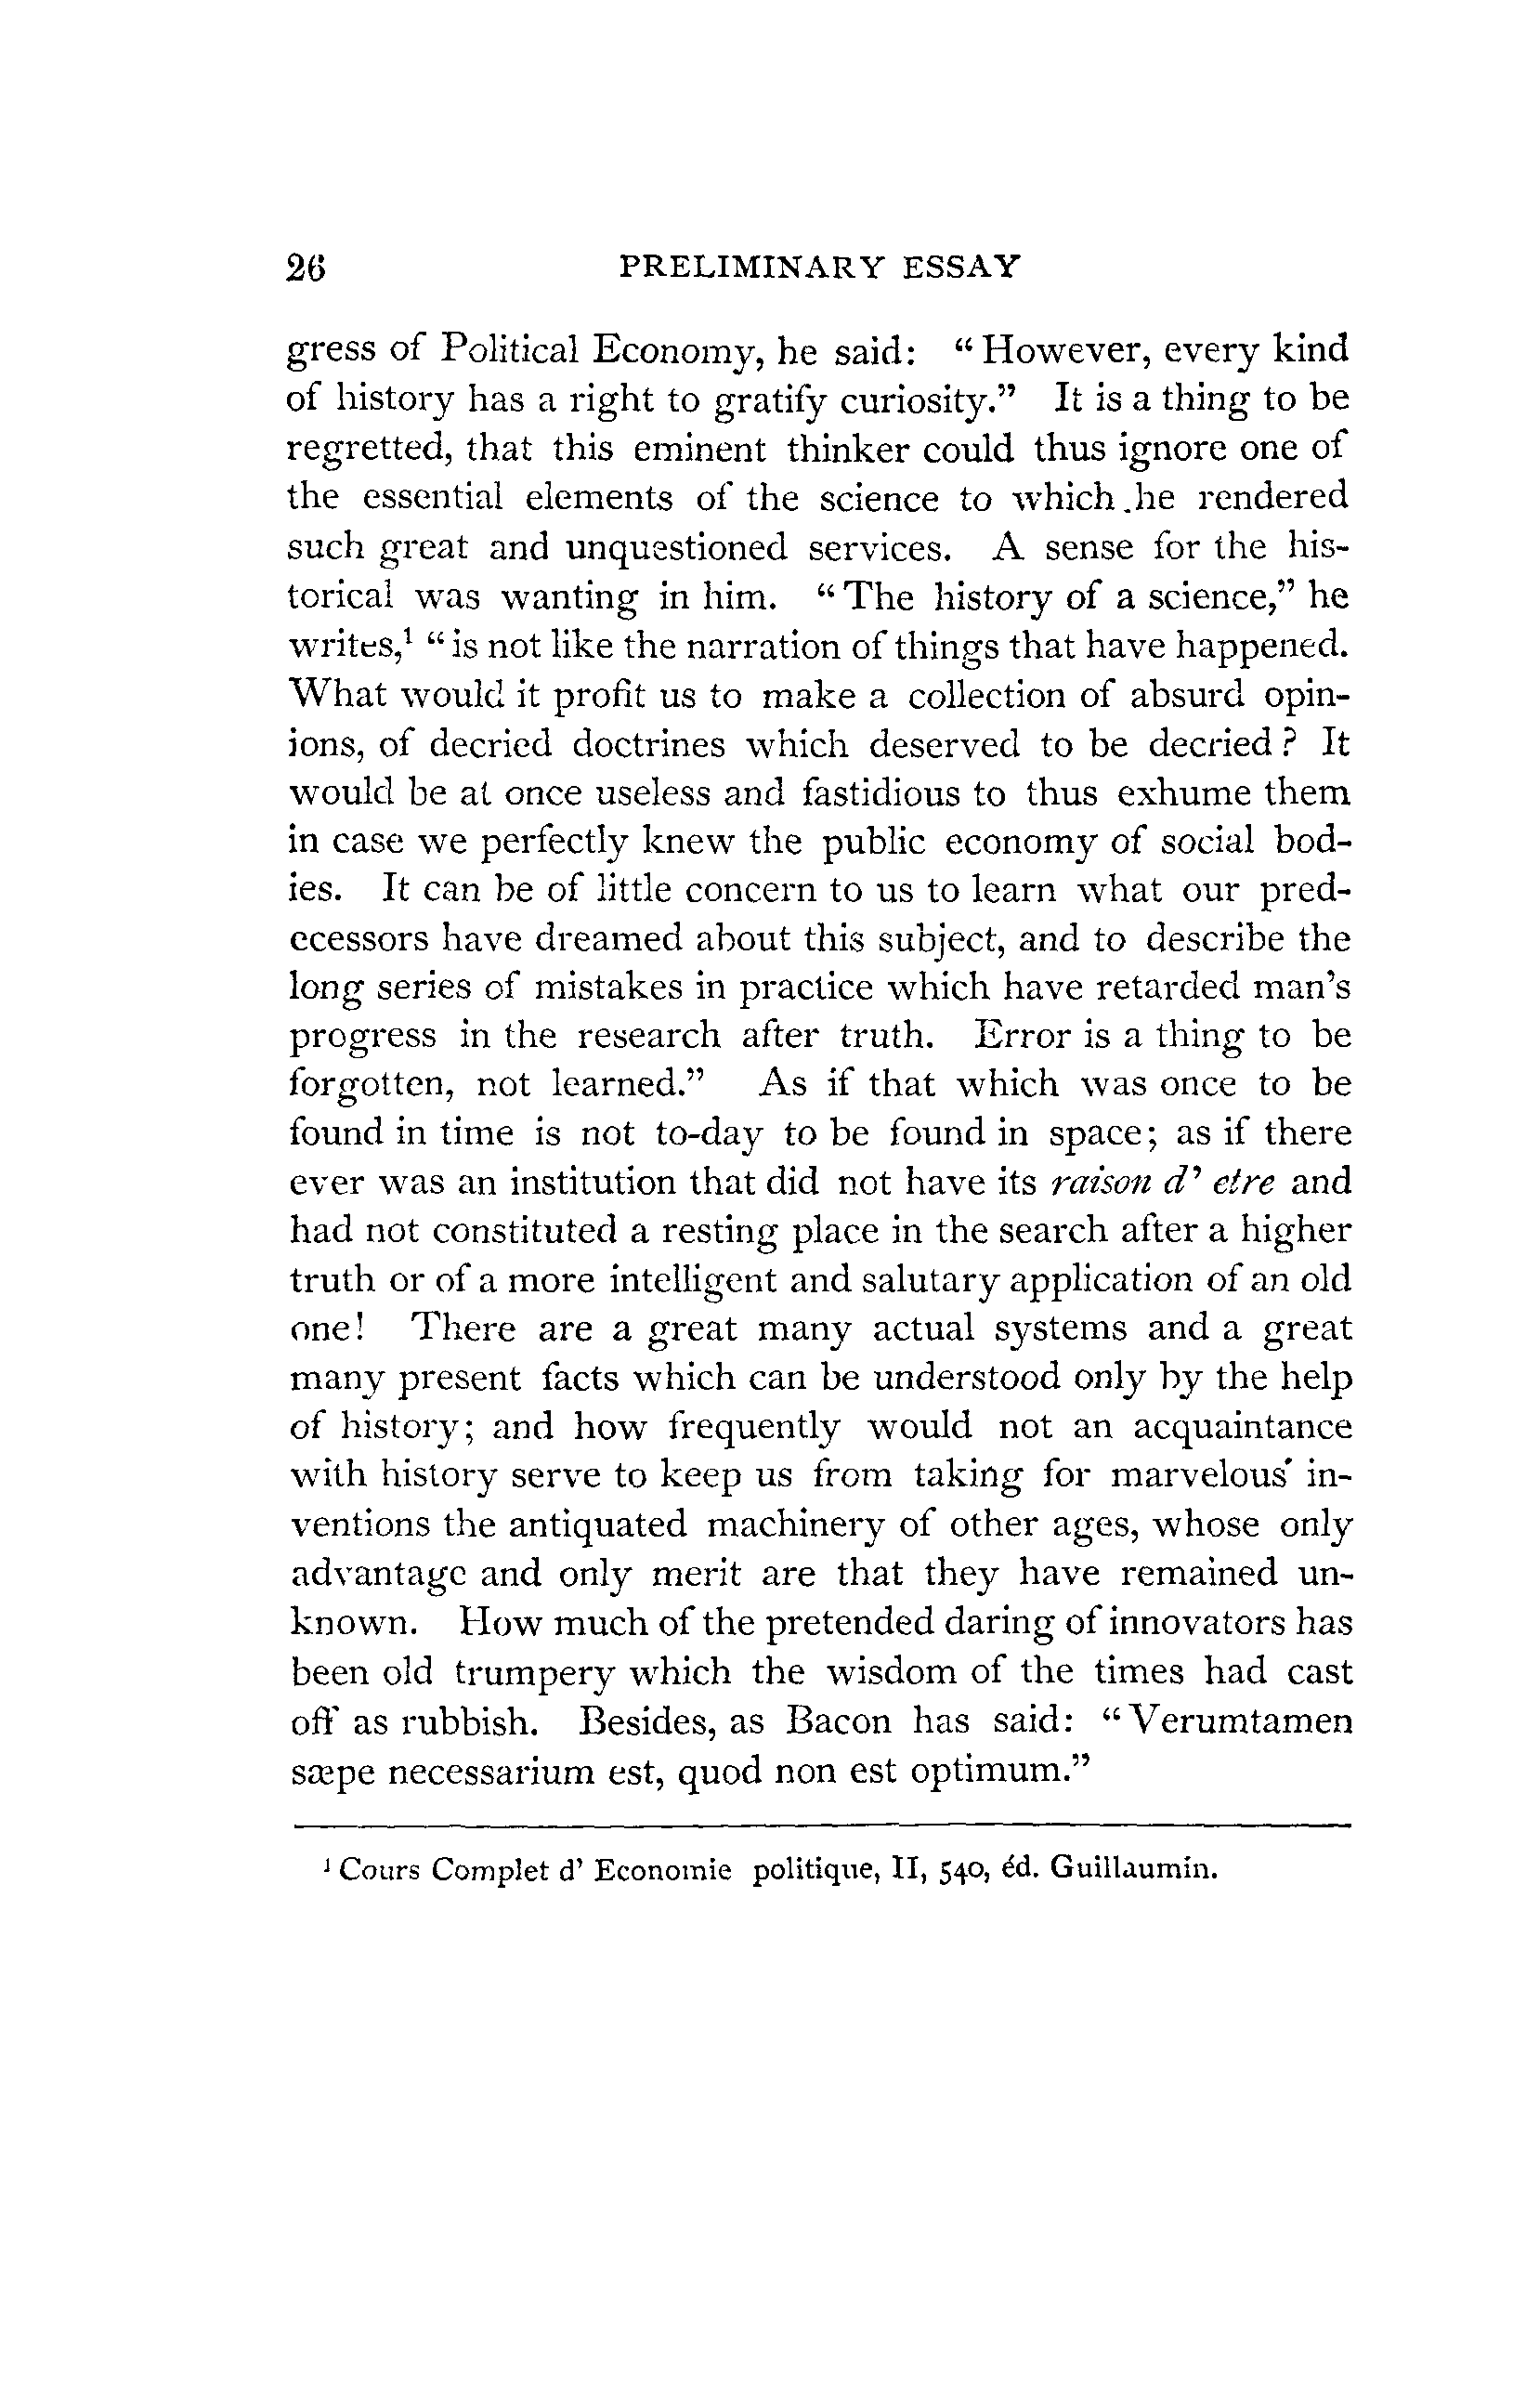 26 PRELIMINARY ESSAY
gress of Political Economy, he said: “However, every kind
of history has a right to gratify curiosity.” It is a thing to be
regretted, that this eminent thinker could thus ignore one of
the essential elements of the science to which he rendered
such great and unquestioned services. A sense for the his-
torical was wanting in him. “The history of a science,” he
writes,¹ “is not like the narration of things that have happened.
What would it profit us to make a collection of absurd opin-
ions, of decried doctrines which deserved to be decried? It
would be at once useless and fastidious to thus exhume them
in case we perfectly knew the public economy of social bod-
ies. It can be of little concern to us to learn what our pred-
ecessors have dreamed about this subject, and to describe the
long series of mistakes in practice which have retarded man’s
progress in the research after truth. Error is a thing to be
forgotten, not learned.” As if that which was once to be
found in time is not to-day to be found in space; as if there
ever was an institution that did not have its raison d’ etre and
had not constituted a resting place in the search after a higher
truth or of a more intelligent and salutary application of an old
one! There are a great many actual systems and a great
many present facts which can be understood only by the help
of history; and how frequently would not an acquaintance
with history serve to keep us from taking for marvelous in-
ventions the antiquated machinery of other ages, whose only
advantage and only merit are that they have remained un-
known. How much of the pretended daring of innovators has
been old trumpery which the wisdom of the times had cast
off as rubbish. Besides, as Bacon has said: “Verumtamen
sæpe necessarium est, quod non est optimum.”
¹ Cours Complet d’ Economie politique, II, 540, éd. Guillaumin.